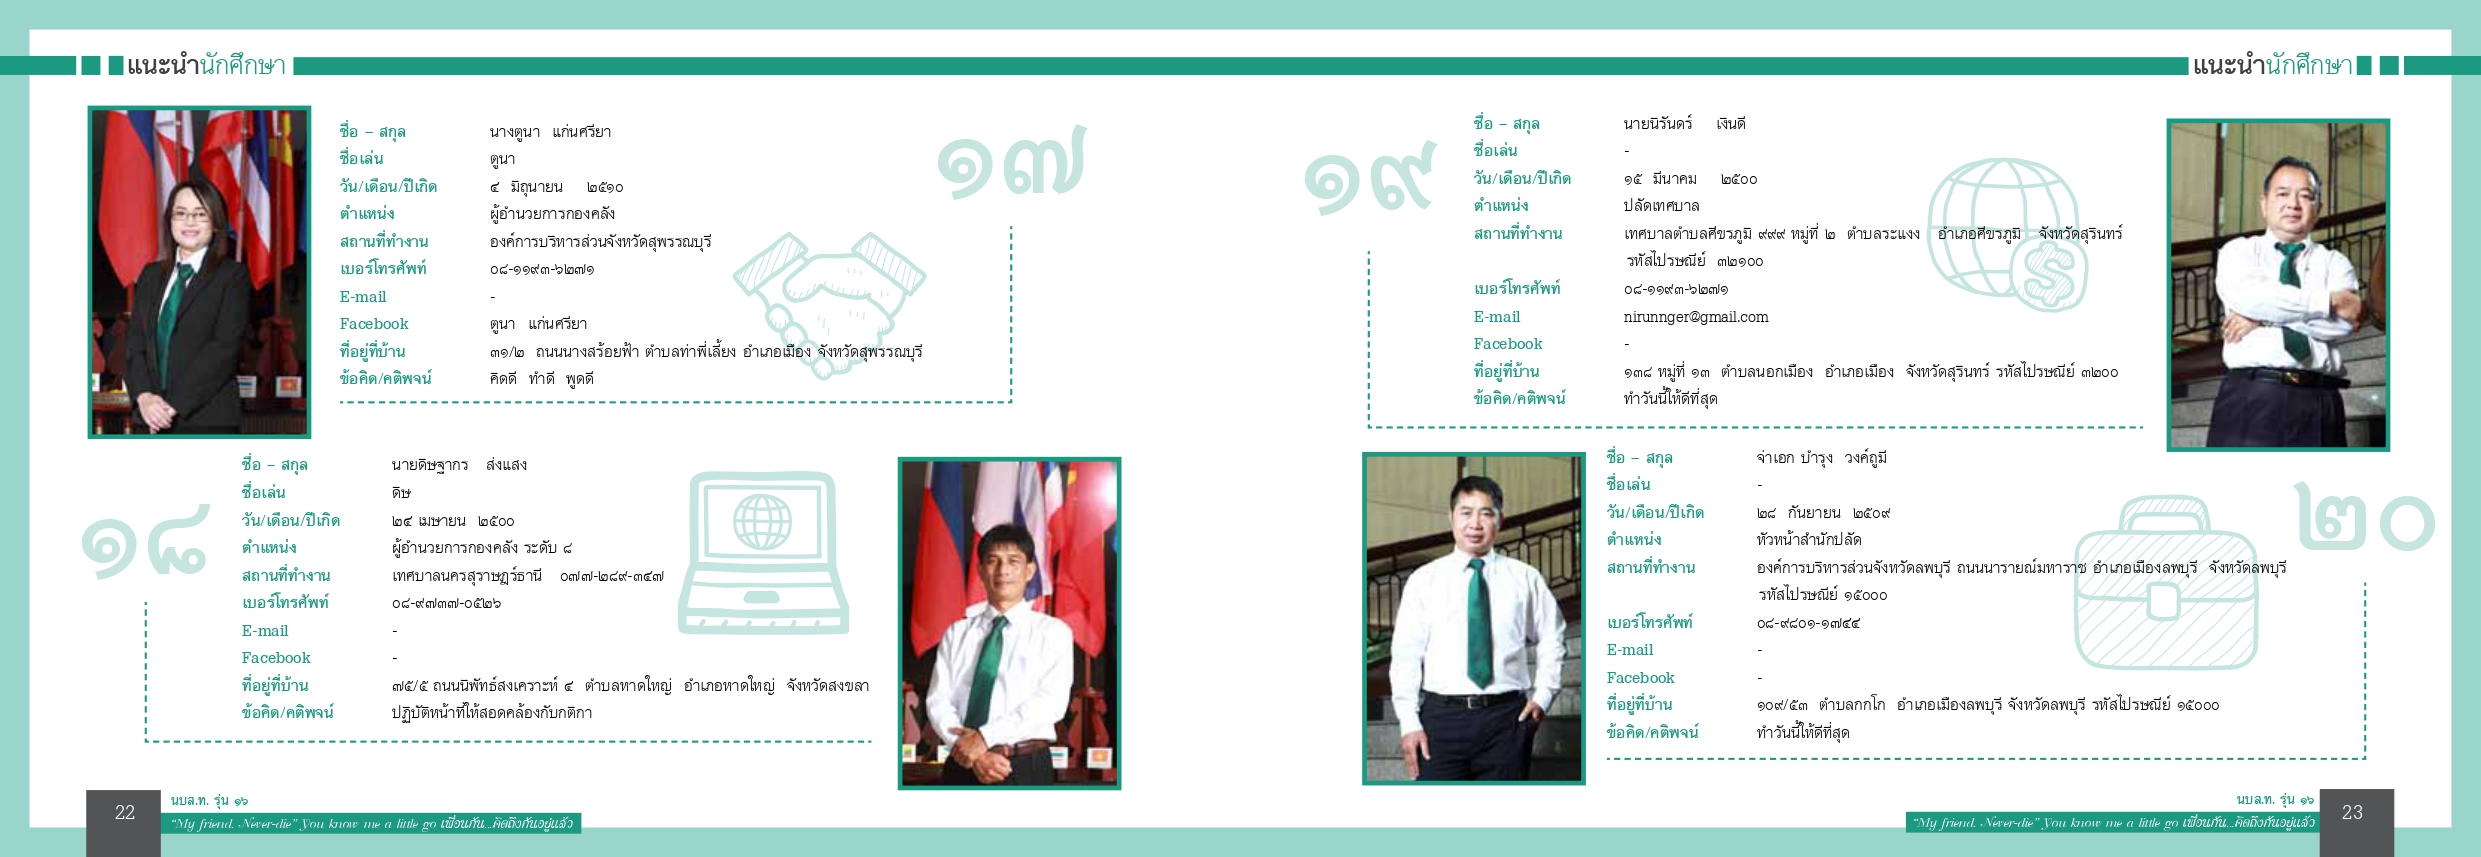 แนะนำนักศึกษา
๑๗
ชื่อ – สกุล นางตูนา แก่นศรียา
ชื่อเล่น ตูนา
วัน/เดือน/ปีเกิด ๔ มิถุนายน ๒๕๑๐
ตำแหน่ง ผู้อำนวยการกองคลัง
สถานที่ทำงาน องค์การบริหารส่วนจังหวัดสุพรรณบุรี
เบอร์โทรศัพท์ ๐๘-๑๑๙๓-๖๒๗๑
E-mail -
Facebook ตูนา แก่นศรียา
ที่อยู่ที่บ้าน ๓๑/๒ ถนนนางสร้อยฟ้า ตำบลท่าพี่เลี้ยง อำเภอเมือง จังหวัดสุพรรณบุรี
ข้อคิด/คติพจน์ คิดดี ทำดี พูดดี
๑๘
ชื่อ – สกุล นายดิษฐากร ส่งแสง
ชื่อเล่น ดิษ
วัน/เดือน/ปีเกิด ๒๔ เมษายน ๒๕๐๐
ตำแหน่ง ผู้อำนวยการกองคลัง ระดับ ๘
สถานที่ทำงาน เทศบาลนครสุราษฎร์ธานี ๐๗๗-๒๘๙-๓๔๗
เบอร์โทรศัพท์ ๐๘-๙๗๓๗-๐๕๒๖
E-mail -
Facebook -
ที่อยู่ที่บ้าน ๗๕/๕ ถนนนิพัทธ์สงเคราะห์ ๔ ตำบลหาดใหญ่ อำเภอหาดใหญ่ จังหวัดสงขลา
ข้อคิด/คติพจน์ ปฏิบัติหน้าที่ให้สอดคล้องกับกติกา
22
นบส.ท. รุ่น ๑๖
“My friend. Never-die” You know me a little go เพื่อนกัน...คิดถึงกันอยู่แล้ว
แนะนำนักศึกษา
๑๙
ชื่อ – สกุล นายนิรันดร์ เงินดี
ชื่อเล่น -
วัน/เดือน/ปีเกิด ๑๕ มีนาคม ๒๕๐๐
ตำแหน่ง ปลัดเทศบาล
สถานที่ทำงาน เทศบาลตำบลศีขรภูมิ ๙๙๙ หมู่ที่ ๒ ตำบลระแงง อำเภอศีขรภูมิ จังหวัดสุรินทร์
รหัสไปรษณีย์ ๓๒๑๐๐
เบอร์โทรศัพท์ ๐๘-๑๑๙๓-๖๒๗๑
E-mail nirunnger@gmail.com
Facebook -
ที่อยู่ที่บ้าน ๑๓๘ หมู่ที่ ๑๓ ตำบลนอกเมือง อำเภอเมือง จังหวัดสุรินทร์ รหัสไปรษณีย์ ๓๒๐๐
ข้อคิด/คติพจน์ ทำวันนี้ให้ดีที่สุด
๒๐
ชื่อ – สกุล จ่าเอก บำรุง วงค์ถูมี
ชื่อเล่น -
วัน/เดือน/ปีเกิด ๒๘ กันยายน ๒๕๐๙
ตำแหน่ง หัวหน้าสำนักปลัด
สถานที่ทำงาน องค์การบริหารส่วนจังหวัดลพบุรี ถนนนารายณ์มหาราช อำเภอเมืองลพบุรี จังหวัดลพบุรี
รหัสไปรษณีย์ ๑๕๐๐๐
เบอร์โทรศัพท์ ๐๘-๙๘๐๑-๑๗๔๔
E-mail -
Facebook -
ที่อยู่ที่บ้าน ๑๐๙/๕๓ ตำบลกกโก อำเภอเมืองลพบุรี จังหวัดลพบุรี รหัสไปรษณีย์ ๑๕๐๐๐
ข้อคิด/คติพจน์ ทำวันนี้ให้ดีที่สุด
นบส.ท. รุ่น ๑๖
“My friend. Never-die” You know me a little go เพื่อนกัน...คิดถึงกันอยู่แล้ว
23